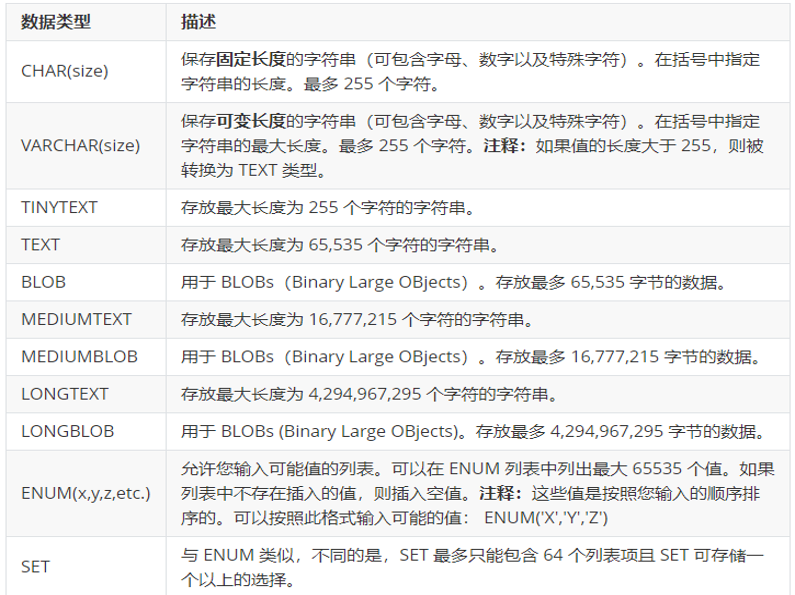 数据类型 描述
CHAR(size) 保存固定长度的字符串（可包含字母、数字以及特殊字符）。在括号中指定
字符串的长度。最多 255 个字符。
VARCHAR(size) 保存可变长度的字符串（可包含字母、数字以及特殊字符）。在括号中指定
字符串的最大长度。最多 255 个字符。注释：如果值的长度大于 255，则被
转换为 TEXT 类型。
TINYTEXT 存放最大长度为 255 个字符的字符串。
TEXT 存放最大长度为 65,535 个字符的字符串。
BLOB 用于 BLOBs（Binary Large OBjects）。存放最多 65,535 字节的数据。
MEDIUMTEXT 存放最大长度为 16,777,215 个字符的字符串。
MEDIUMBLOB 用于 BLOBs（Binary Large OBjects）。存放最多 16,777,215 字节的数据。
LONGTEXT 存放最大长度为 4,294,967,295 个字符的字符串。
LONGBLOB 用于 BLOBs (Binary Large OBjects)。存放最多 4,294,967,295 字节的数据。
ENUM(x,y,z,etc.) 允许您输入可能值的列表。可以在 ENUM 列表中列出最大 65535 个值。如果
列表中不存在插入的值，则插入空值。注释：这些值是按照您输入的顺序排
序的。可以按照此格式输入可能的值： ENUM('X','Y','Z')
SET 与 ENUM 类似，不同的是，SET 最多只能包含 64 个列表项且 SET 可存储一
个以上的选择。